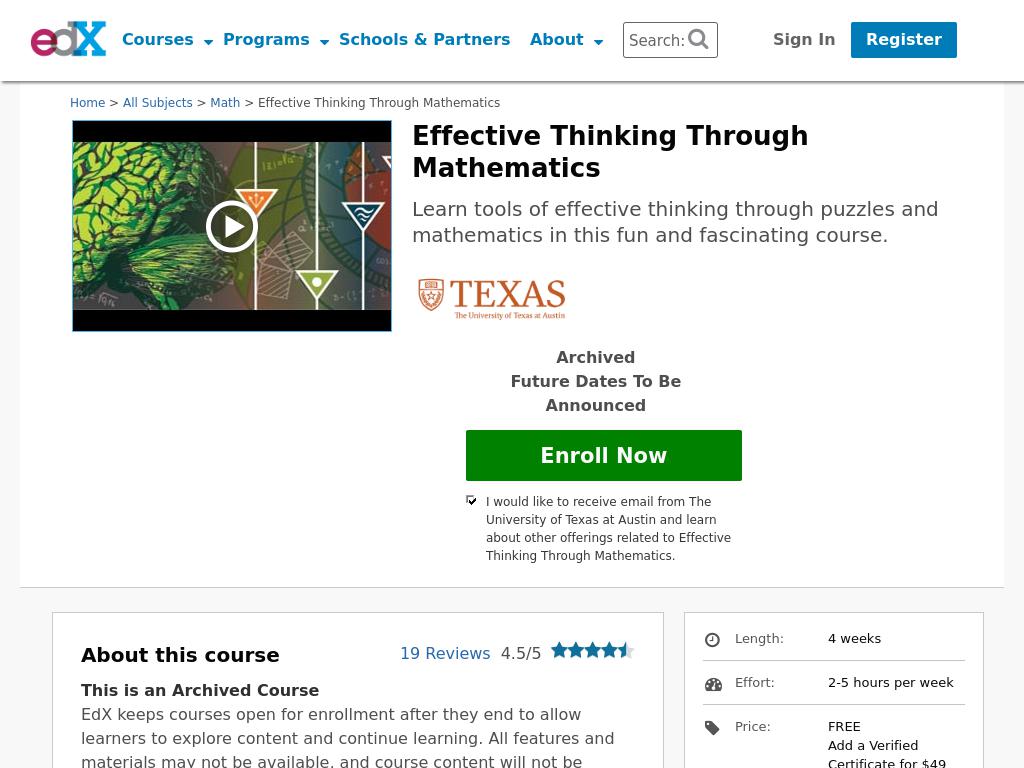 edX Courses Programs Schools & Partners About Search: Sign In Register
Home > All Subjects > Math > Effective Thinking Through Mathematics
Effective Thinking Through
Mathematics
Learn tools of effective thinking through puzzles and
mathematics in this fun and fascinating course.
TEXAS
The University of Texas at Austin
Archived
Future Dates To Be
Announced
Enroll Now
I would like to receive email from The
University of Texas at Austin and learn
about other offerings related to Effective
Thinking Through Mathematics.
About this course 19 Reviews 4.5/5
This is an Archived Course
EdX keeps courses open for enrollment after they end to allow
learners to explore content and continue learning. All features and
materials may not be available, and course content will not be
Length: 4 weeks
Effort: 2-5 hours per week
Price: FREE
Add a Verified
Certificate for $49